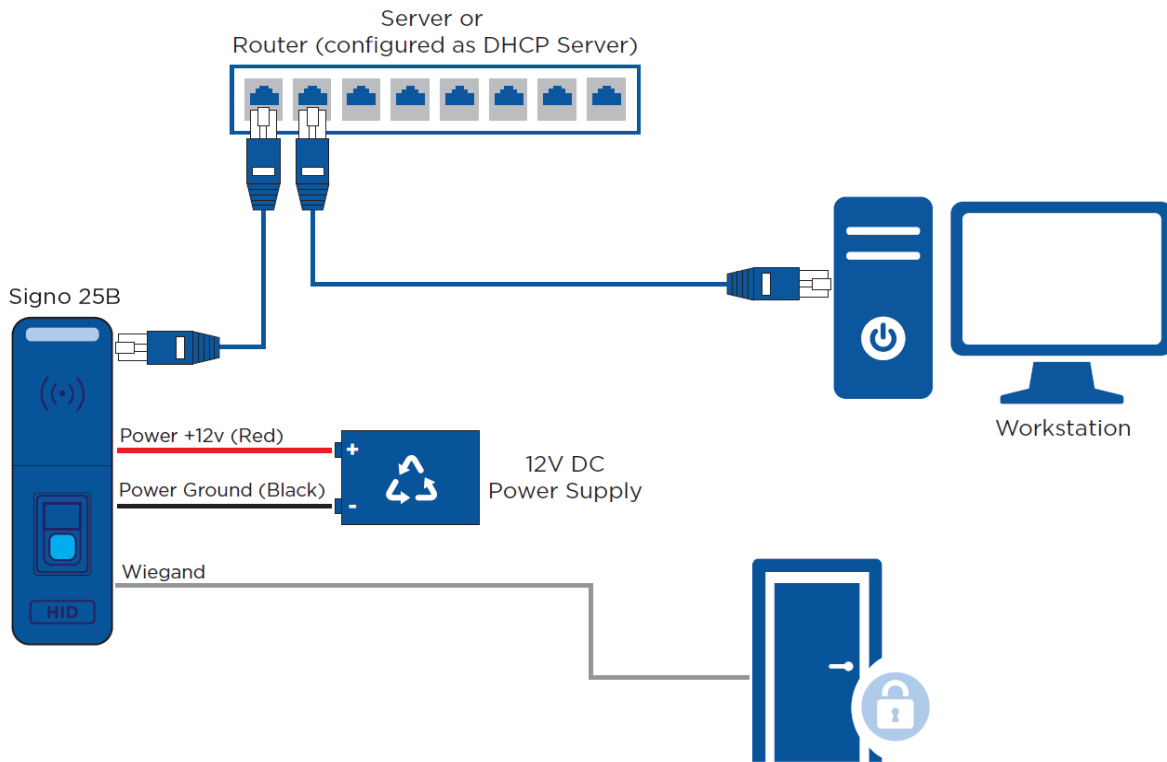 Server or
Router (configured as DHCP Server)
Signo 25B
Power +12v (Red)
+
12V DC
Power Supply
Power Ground (Black)
-
Wiegand
HID
Workstation